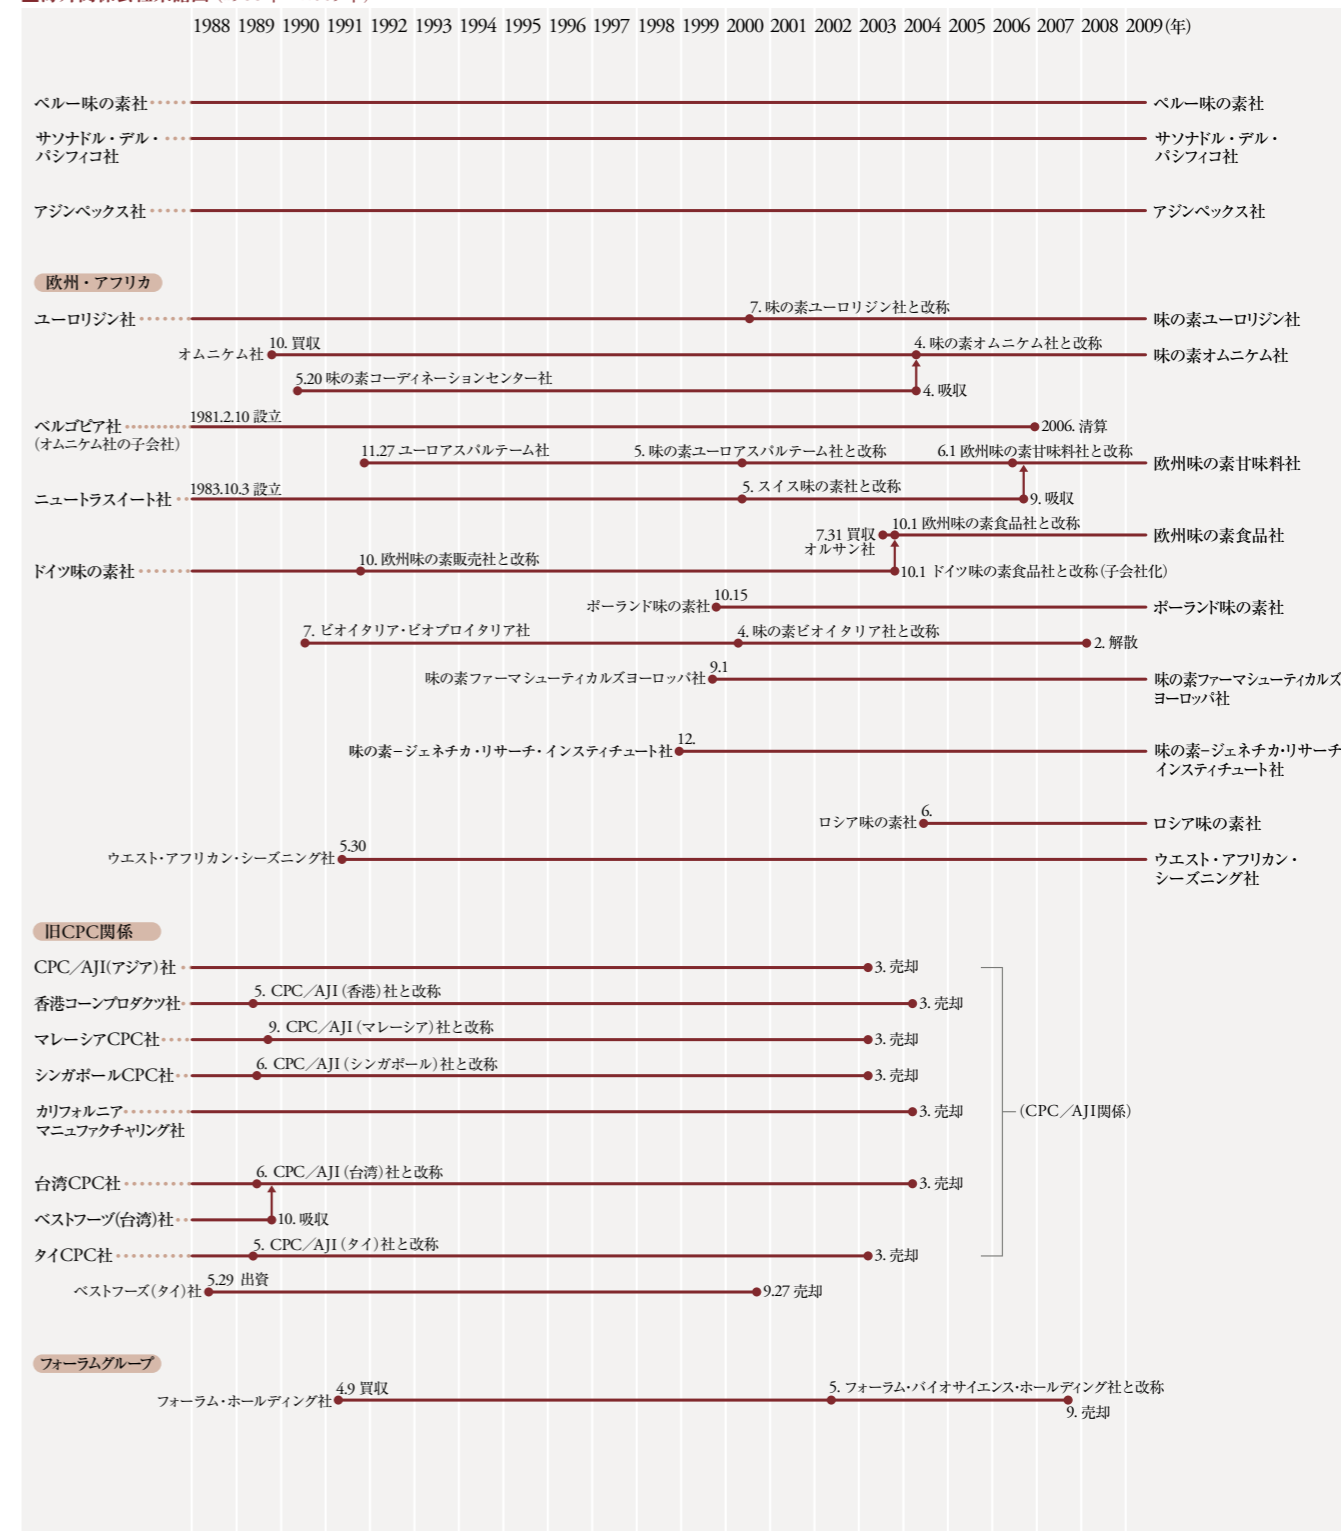 1988 1989 1990 1991 1992 1993 1994 1995 1996 1997 1998 1999 2000 2001 2002 2003 2004 2005 2006 2007 2008 2009(年)
ペルー味の素社 ペルー味の素社
サソナドル・デル・ サソナドル・デル・
パシフィコ社 パシフィコ社
アジンペックス社 アジンペックス社
欧州・アフリカ
7. 味の素ユーロリジン社と改称
ユーロリジン社 味の素ユーロリジン社
10. 買収 4. 味の素オムニケム社と改称
オムニケム社 味の素オムニケム社
5.20 味の素コーディネーションセンター社
4. 吸収
1981.2.10 設立
ベルゴピア社 2006. 清算
(オムニケム社の子会社)
11.27 ユーロアスパルテーム社 5. 味の素ユーロアスパルテーム社と改称 6.1 欧州味の素甘味料社と改称
欧州味の素甘味料社
1983.10.3 設立 5. スイス味の素社と改称
ニュートラスイート社 9. 吸収
10.1 欧州味の素食品社と改称
7.31 買収 欧州味の素食品社
オルサン社
10. 欧州味の素販売社と改称
ドイツ味の素社 10.1 ドイツ味の素食品社と改称(子会社化)
10.15
ポーランド味の素社 ポーランド味の素社
7. ビオイタリア・ビオプロイタリア社 4. 味の素ビオイタリア社と改称
2. 解散
9.1
味の素ファーマシューティカルズヨーロッパ社 味の素ファーマシューティカルズ
ヨーロッパ社
12.
味の素−ジェネチカ・リサーチ・インスティチュート社 味の素−ジェネチカ・リサーチ
インスティチュート社
6.
ロシア味の素社 ロシア味の素社
5.30
ウエスト・アフリカン・シーズニング社 ウエスト・アフリカン・
シーズニング社
旧CPC関係
CPC/AJI(アジア)社 3. 売却
5. CPC/AJI(香港)社と改称
香港コーンプロダクツ社 3. 売却
9. CPC/AJI(マレーシア)社と改称
マレーシアCPC社 3. 売却
6. CPC/AJI(シンガポール)社と改称
シンガポールCPC社 3. 売却
カリフォルニア 3. 売却 (CPC/AJI関係)
マニュファクチャリング社
6. CPC/AJI(台湾)社と改称
台湾CPC社 3. 売却
ベストフーヅ(台湾)社 10. 吸収
5. CPC/AJI(タイ)社と改称
タイCPC社 3. 売却
5.29 出資
ベストフーズ(タイ)社 9.27 売却
フォーラムグループ
4.9 買収 5. フォーラム・バイオサイエンス・ホールディング社と改称
フォーラム・ホールディング社
9. 売却